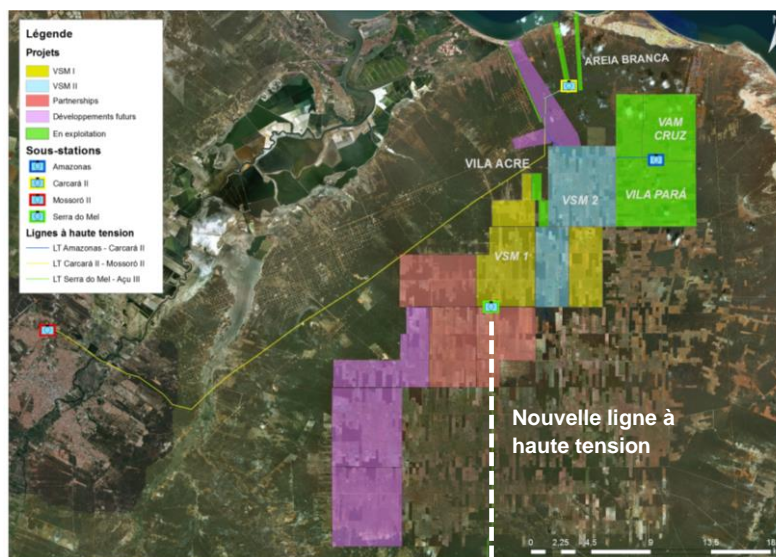 Légende
Projets
VSM I
VSM II
Partnerships
Développements futurs
En exploitation
Sous-stations
Amazonas
Carcará II
Mossoró II
Serra do Mel
Lignes à haute tension
LT Amazonas - Carcará II
LT Carcará II - Mossoró II
LT Serra do Mel - Açu III
AREIA BRANCA
VAM
CRUZ
VILA ACRE
VSM 2
VILA PARÁ
VSM 1
Nouvelle ligne à
haute tension
0 2,25 4,5 9 13,5 18